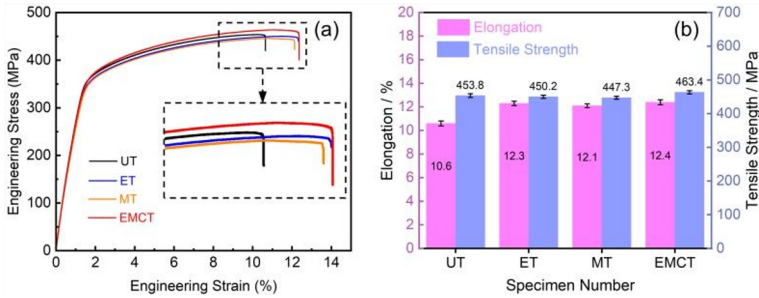 (a)
Engineering Stress (MPa)
500
400
300
200
100
0
UT
ET
MT
EMCT
0 2 4 6 8 10 12 14
Engineering Strain (%)
(b)
Elongation
Tensile Strength
Elongation / %
20
18
16
14
12
10
8
6
4
2
0
453.8 450.2 447.3 463.4
10.6 12.3 12.1 12.4
UT ET MT EMCT
Specimen Number
700
600
500
400
300
200
100
0
Tensile Strength / MPa